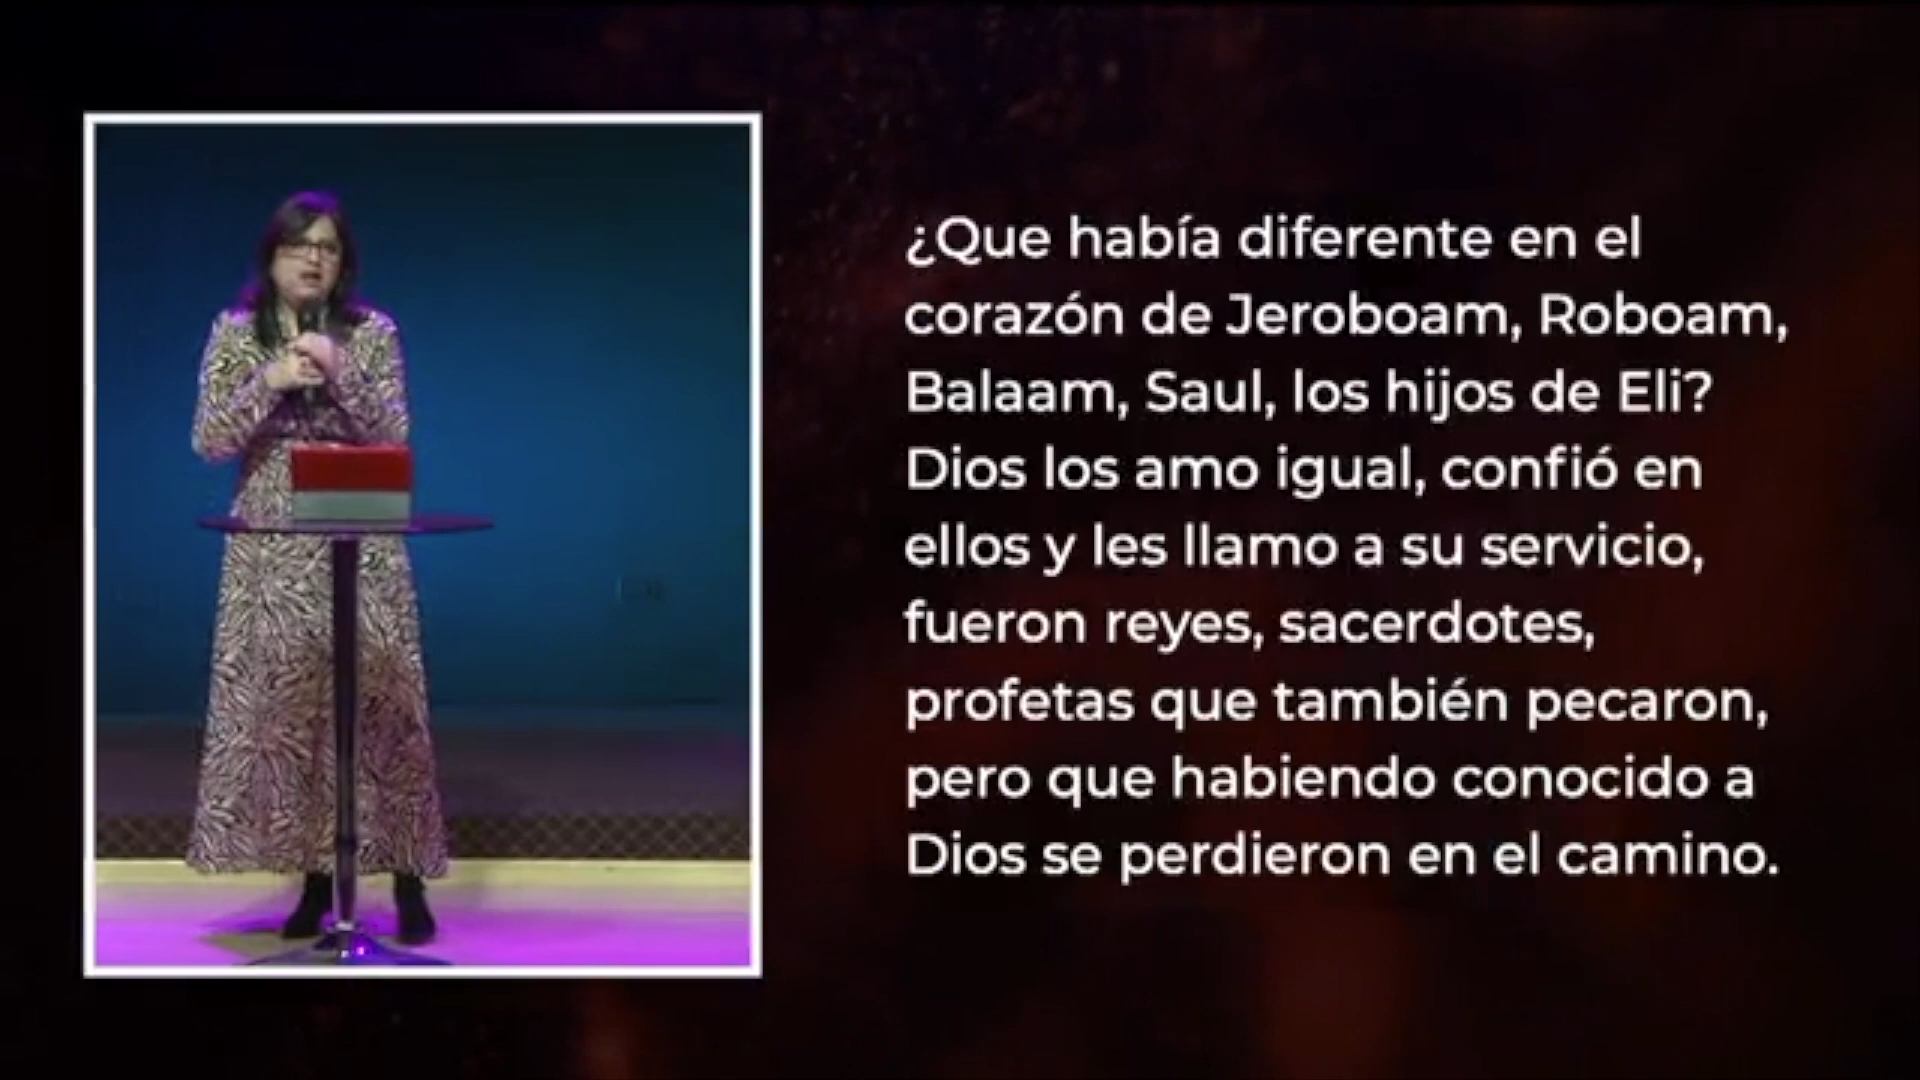 ¿Que había diferente en el
corazón de Jeroboam, Roboam,
Balaam, Saul, los hijos de Eli?
Dios los amo igual, confió en
ellos y les llamo a su servicio,
fueron reyes, sacerdotes,
profetas que también pecaron,
pero que habiendo conocido a
Dios se perdieron en el camino.